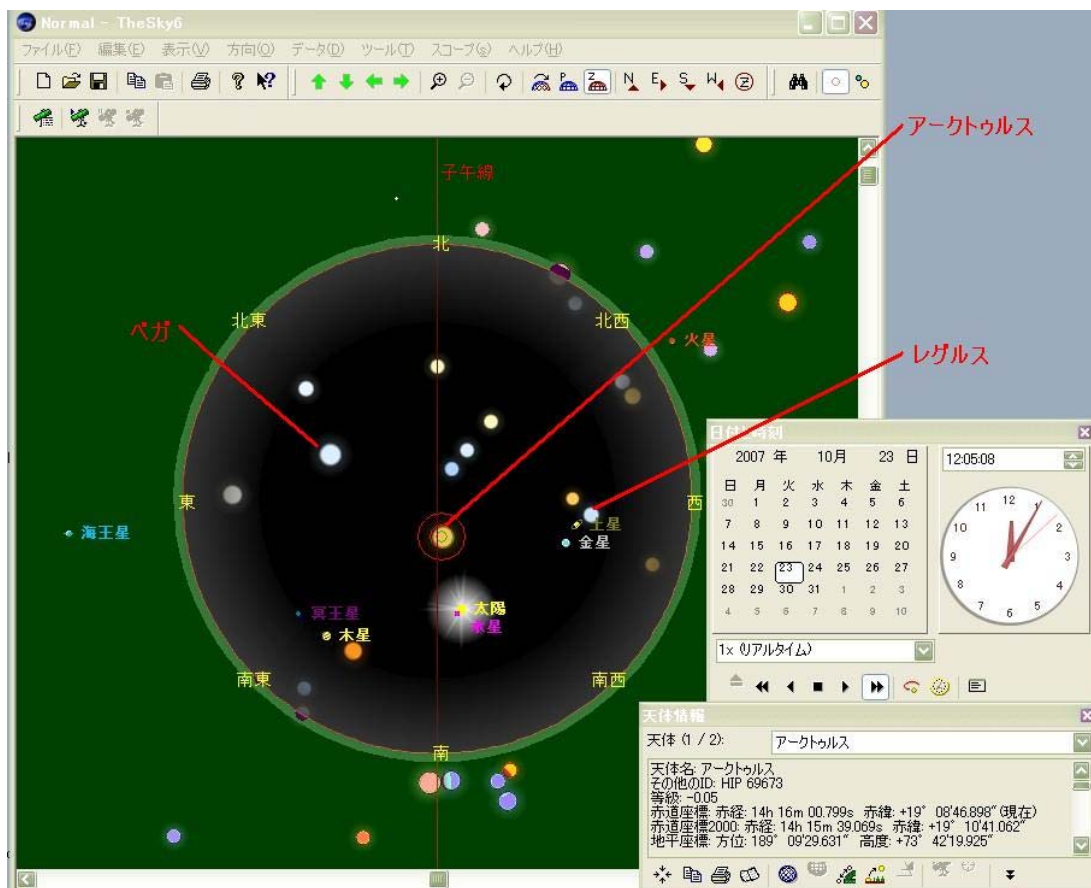 Normal - TheSky6
ファイル(F) 編集(E) 表示(V) 方向(O) データ(D) ツール(T) スコープ(s) ヘルプ(H)
アークトゥルス
子午線
北
北東
北西
ベガ
火星
レグルス
東
西
土星
海王星
金星
冥王星
太陽
水星
木星
南東
南西
南
日付と時刻
2007 年 10月 23 日
12:05:08
日 月 火 水 木 金 土
30 1 2 3 4 5 6
7 8 9 10 11 12 13
14 15 16 17 18 19 20
21 22 23 24 25 26 27
28 29 30 31 1 2 3
4 5 6 7 8 9 10
12
1
2
3
4
5
6
7
8
9
10
11
1x (リアルタイム)
天体情報
天体 (1 / 2): アークトゥルス
天体名: アークトゥルス
その他のID: HIP 69673
等級: -0.05
赤道座標: 赤経: 14h 16m 00.799s 赤緯: +19° 08'46.898" (現在)
赤道座標2000: 赤経: 14h 15m 39.069s 赤緯: +19° 10'41.062"
地平座標: 方位: 189° 09'29.631" 高度: +73° 42'19.925"